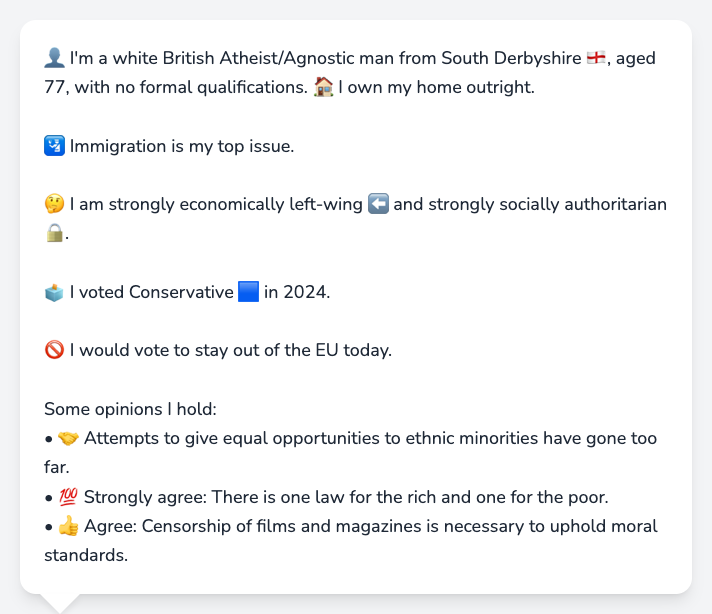 👤 I'm a white British Atheist/Agnostic man from South Derbyshire 🏴󠁧󠁢󠁥󠁮󠁧󠁿, aged
77, with no formal qualifications. 🏠 I own my home outright.
🛂 Immigration is my top issue.
🤔 I am strongly economically left-wing ⬅️ and strongly socially authoritarian
🔒.
🗳️ I voted Conservative 🟦 in 2024.
🚫 I would vote to stay out of the EU today.
Some opinions I hold:
• 🤝 Attempts to give equal opportunities to ethnic minorities have gone too
far.
• 💯 Strongly agree: There is one law for the rich and one for the poor.
• 👍 Agree: Censorship of films and magazines is necessary to uphold moral
standards.